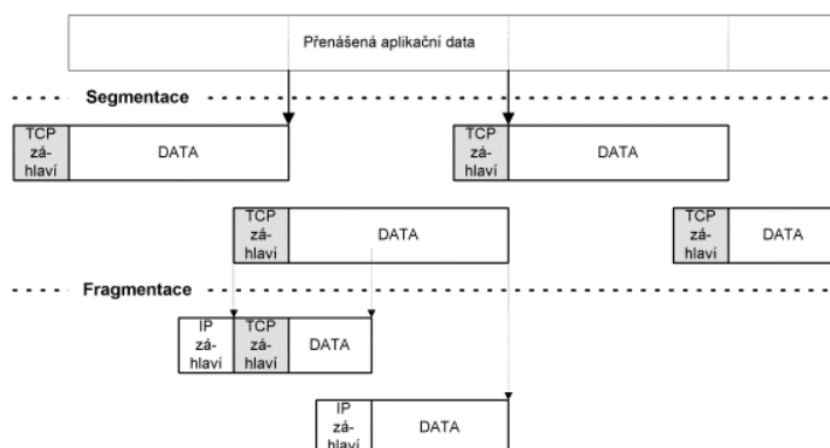 Přenášená aplikační data
Segmentace
TCP
zá-
hlaví
DATA
TCP
zá-
hlaví
DATA
TCP
zá-
hlaví
DATA
TCP
zá-
hlaví
DATA
Fragmentace
IP
zá-
hlaví
TCP
zá-
hlaví
DATA
IP
zá-
hlaví
DATA